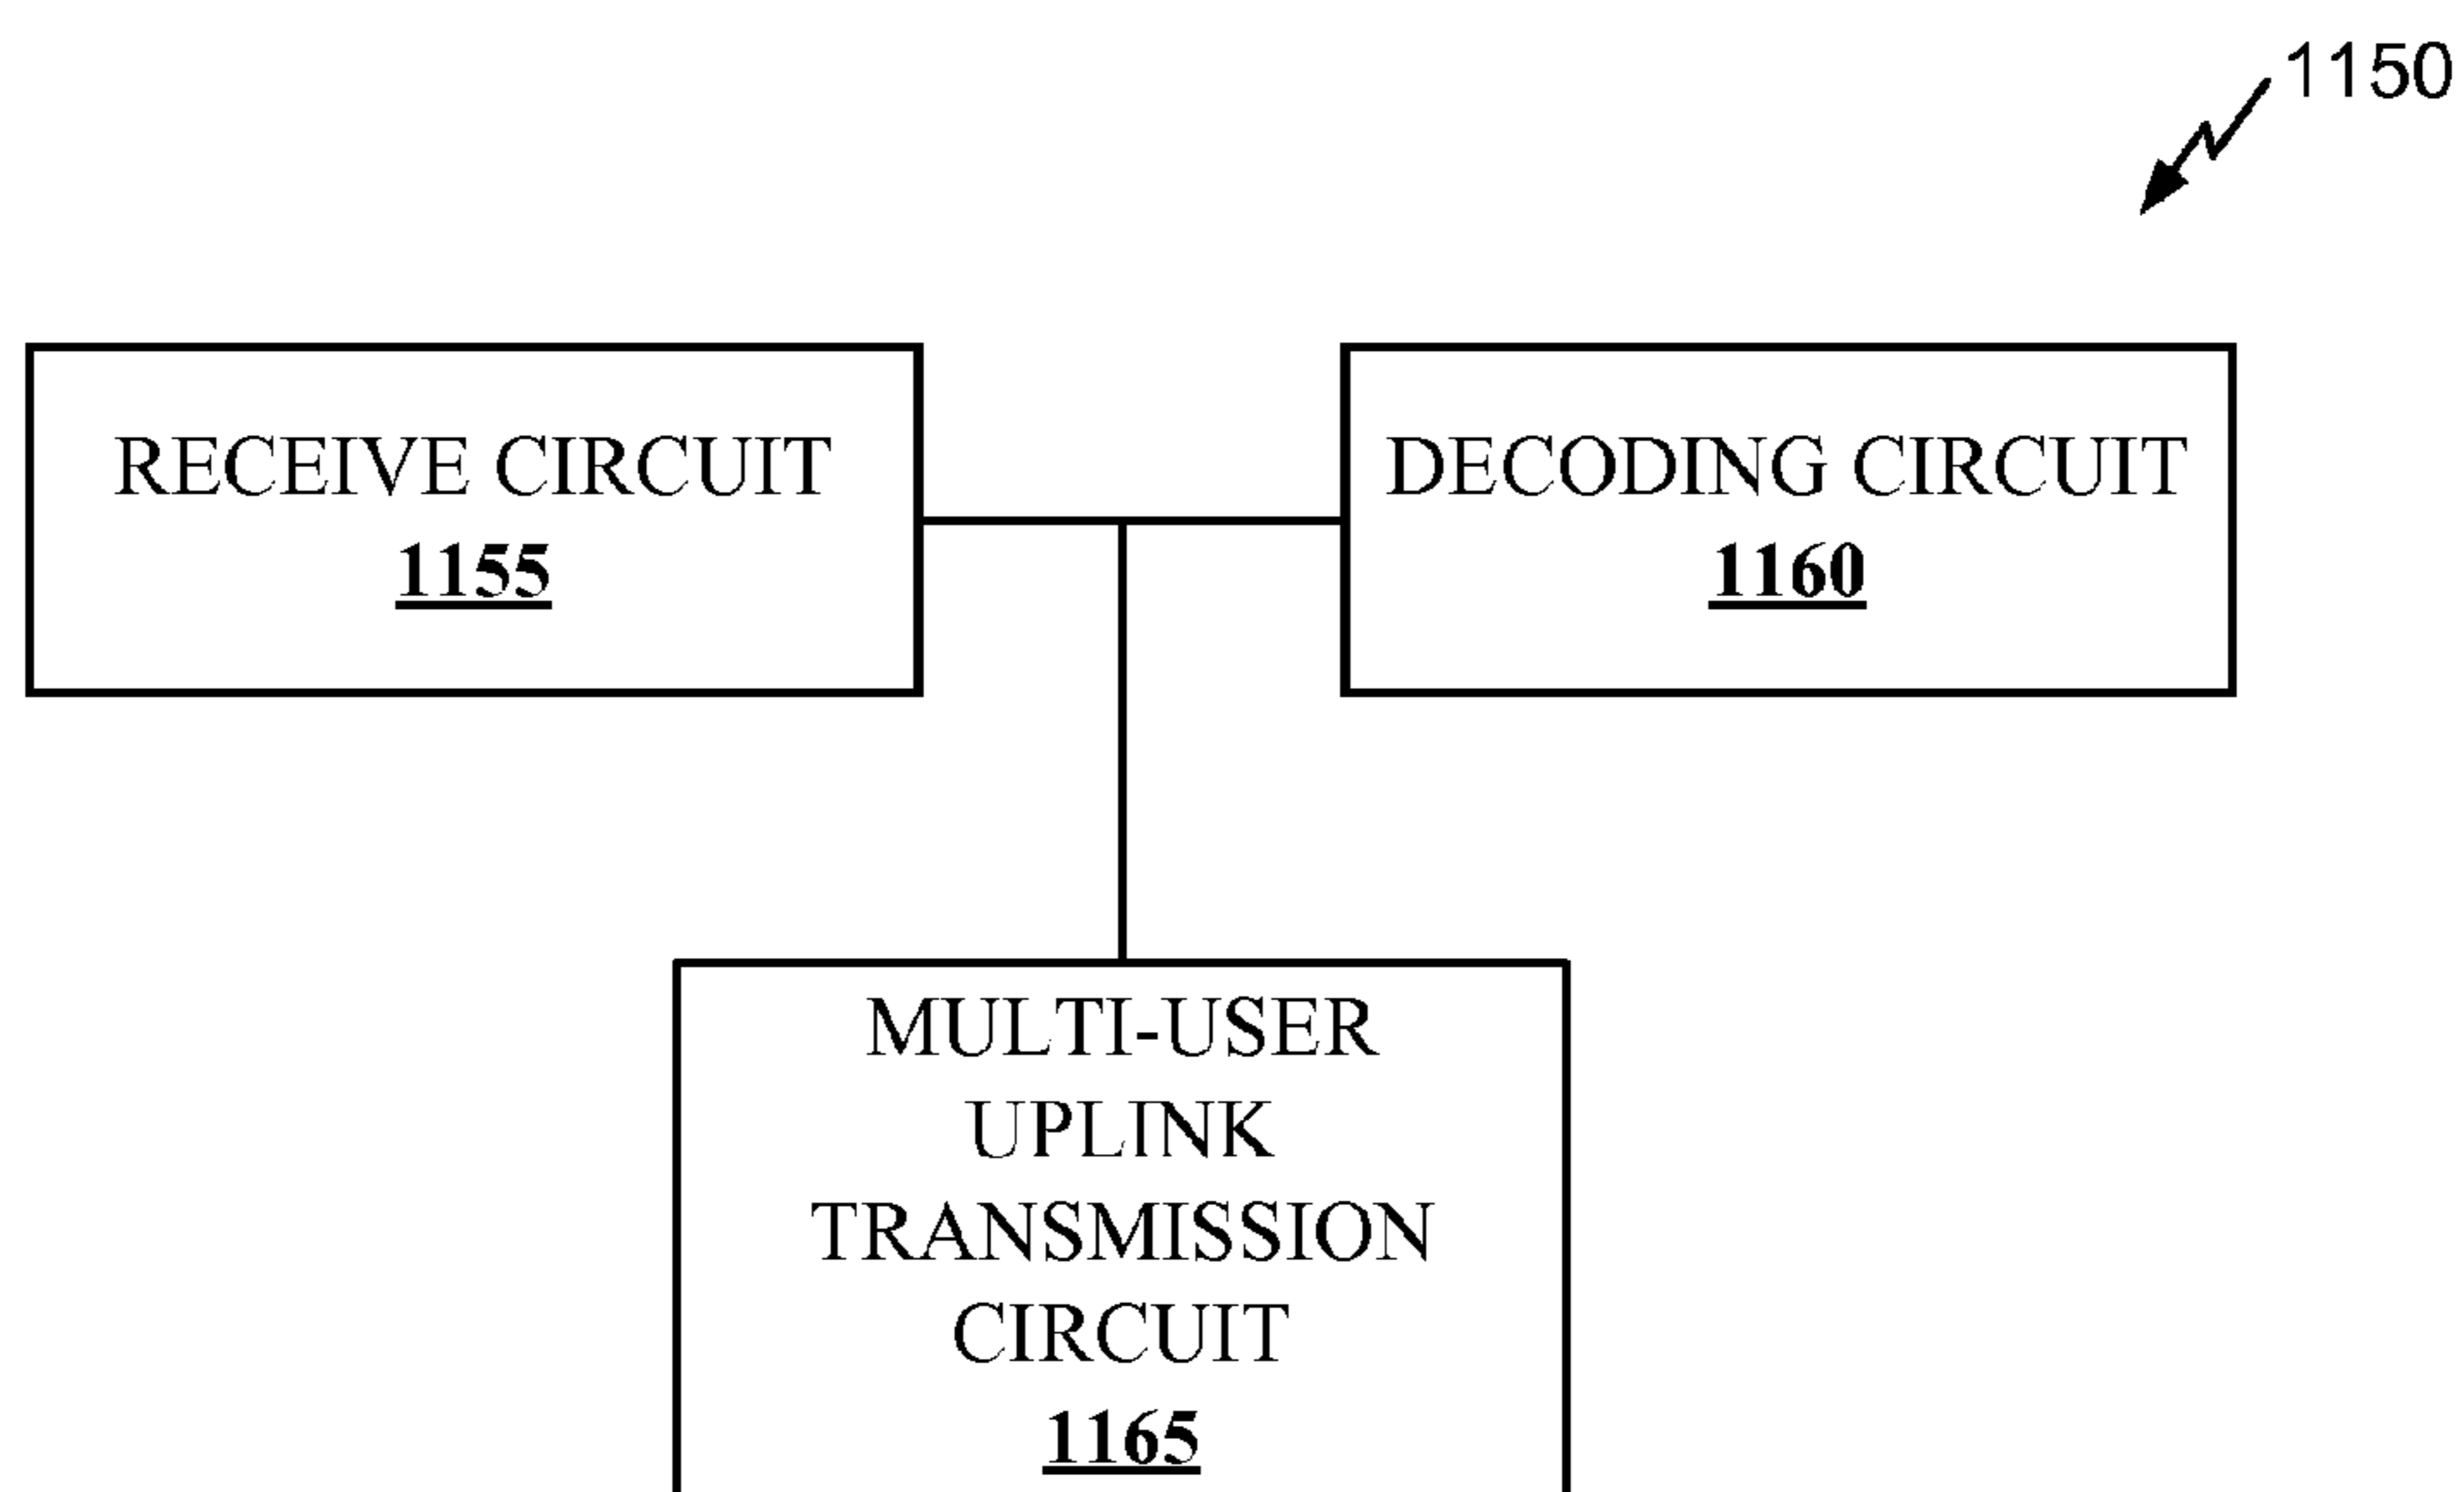 1150
RECEIVE CIRCUIT
1155
DECODING CIRCUIT
1160
MULTI-USER
UPLINK
TRANSMISSION
CIRCUIT
1165